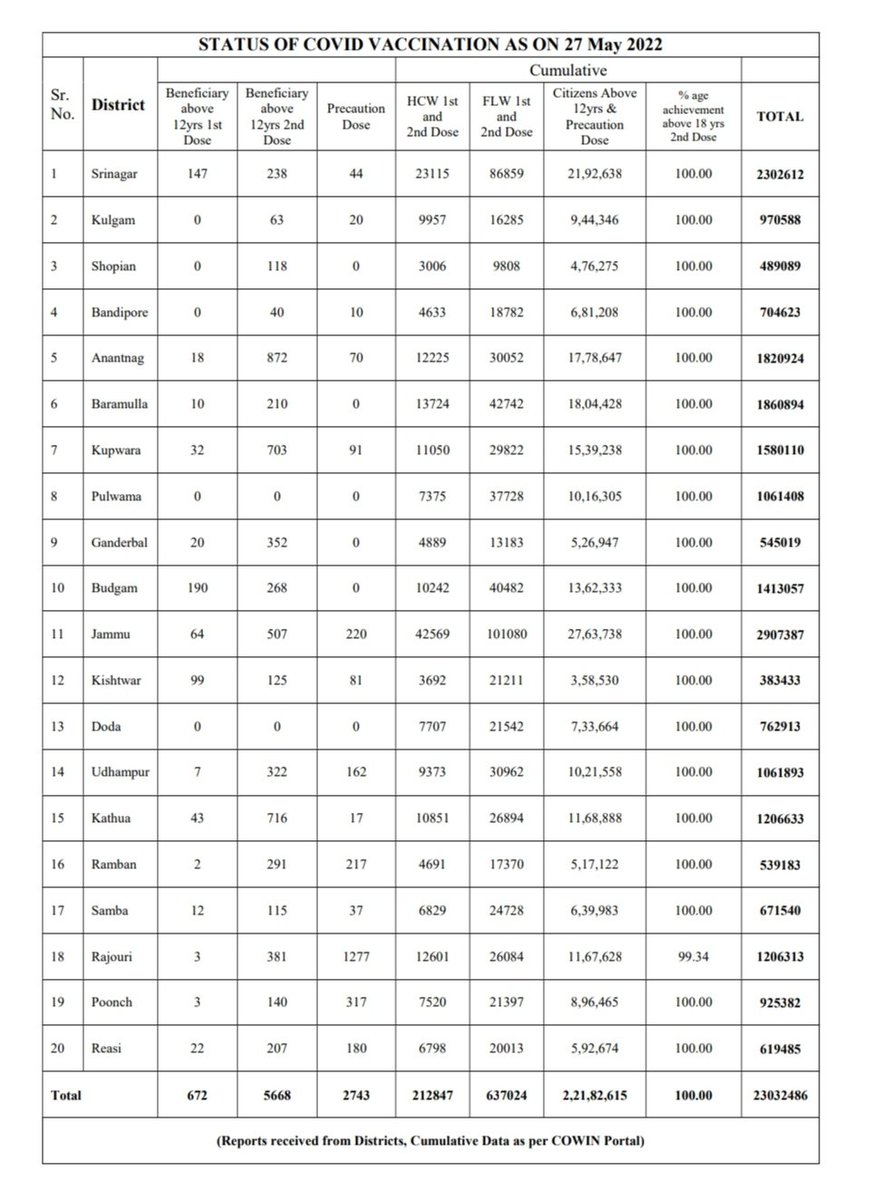 STATUS OF COVID VACCINATION AS ON 27 May 2022
Cumulative
Sr. No. District Beneficiary above 12yrs 1st Dose Beneficiary above 12yrs 2nd Dose Precaution Dose HCW 1st and 2nd Dose FLW 1st and 2nd Dose Citizens Above 12yrs & Precaution Dose % age achievement above 18 yrs 2nd Dose TOTAL
1 Srinagar 147 238 44 23115 86859 21,92,638 100.00 2302612
2 Kulgam 0 63 20 9957 16285 9,44,346 100.00 970588
3 Shopian 0 118 0 3006 9808 4,76,275 100.00 489089
4 Bandipore 0 40 10 4633 18782 6,81,208 100.00 704623
5 Anantnag 18 872 70 12225 30052 17,78,647 100.00 1820924
6 Baramulla 10 210 0 13724 42742 18,04,428 100.00 1860894
7 Kupwara 32 703 91 11050 29822 15,39,238 100.00 1580110
8 Pulwama 0 0 0 7375 37728 10,16,305 100.00 1061408
9 Ganderbal 20 352 0 4889 13183 5,26,947 100.00 545019
10 Budgam 190 268 0 10242 40482 13,62,333 100.00 1413057
11 Jammu 64 507 220 42569 101080 27,63,738 100.00 2907387
12 Kishtwar 99 125 81 3692 21211 3,58,530 100.00 383433
13 Doda 0 0 0 7707 21542 7,33,664 100.00 762913
14 Udhampur 7 322 162 9373 30962 10,21,558 100.00 1061893
15 Kathua 43 716 17 10851 26894 11,68,888 100.00 1206633
16 Ramban 2 291 217 4691 17370 5,17,122 100.00 539183
17 Samba 12 115 37 6829 24728 6,39,983 100.00 671540
18 Rajouri 3 381 1277 12601 26084 11,67,628 99.34 1206313
19 Poonch 3 140 317 7520 21397 8,96,465 100.00 925382
20 Reasi 22 207 180 6798 20013 5,92,674 100.00 619485
Total 672 5668 2743 212847 637024 2,21,82,615 100.00 23032486
(Reports received from Districts, Cumulative Data as per COWIN Portal)